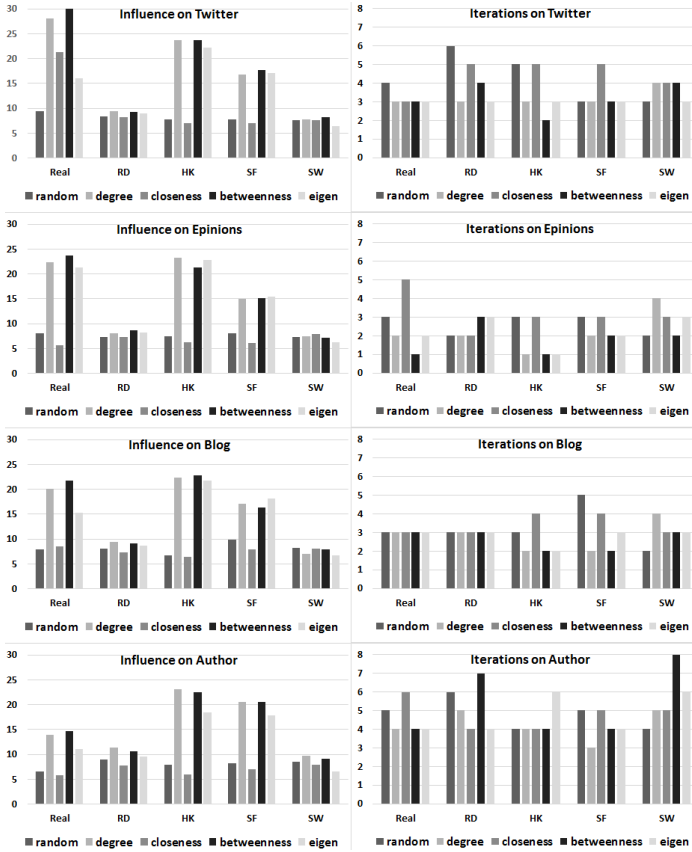 Influence on Twitter
30
25
20
15
10
5
0
Real RD HK SF SW
random degree closeness betweenness eigen
Iterations on Twitter
8
7
6
5
4
3
2
1
0
Real RD HK SF SW
random degree closeness betweenness eigen
Influence on Epinions
30
25
20
15
10
5
0
Real RD HK SF SW
random degree closeness betweenness eigen
Iterations on Epinions
8
7
6
5
4
3
2
1
0
Real RD HK SF SW
random degree closeness betweenness eigen
Influence on Blog
30
25
20
15
10
5
0
Real RD HK SF SW
random degree closeness betweenness eigen
Iterations on Blog
8
7
6
5
4
3
2
1
0
Real RD HK SF SW
random degree closeness betweenness eigen
Influence on Author
30
25
20
15
10
5
0
Real RD HK SF SW
random degree closeness betweenness eigen
Iterations on Author
8
7
6
5
4
3
2
1
0
Real RD HK SF SW
random degree closeness betweenness eigen